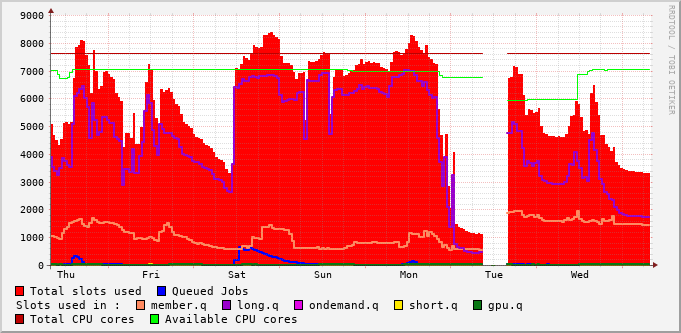 9000
8000
7000
6000
5000
4000
3000
2000
1000
0
Thu Fri Sat Sun Mon Tue Wed
RRDTOOL / TOBI OETIKER
Total slots used Queued Jobs
Slots used in : member.q long.q ondemand.q short.q gpu.q
Total CPU cores Available CPU cores